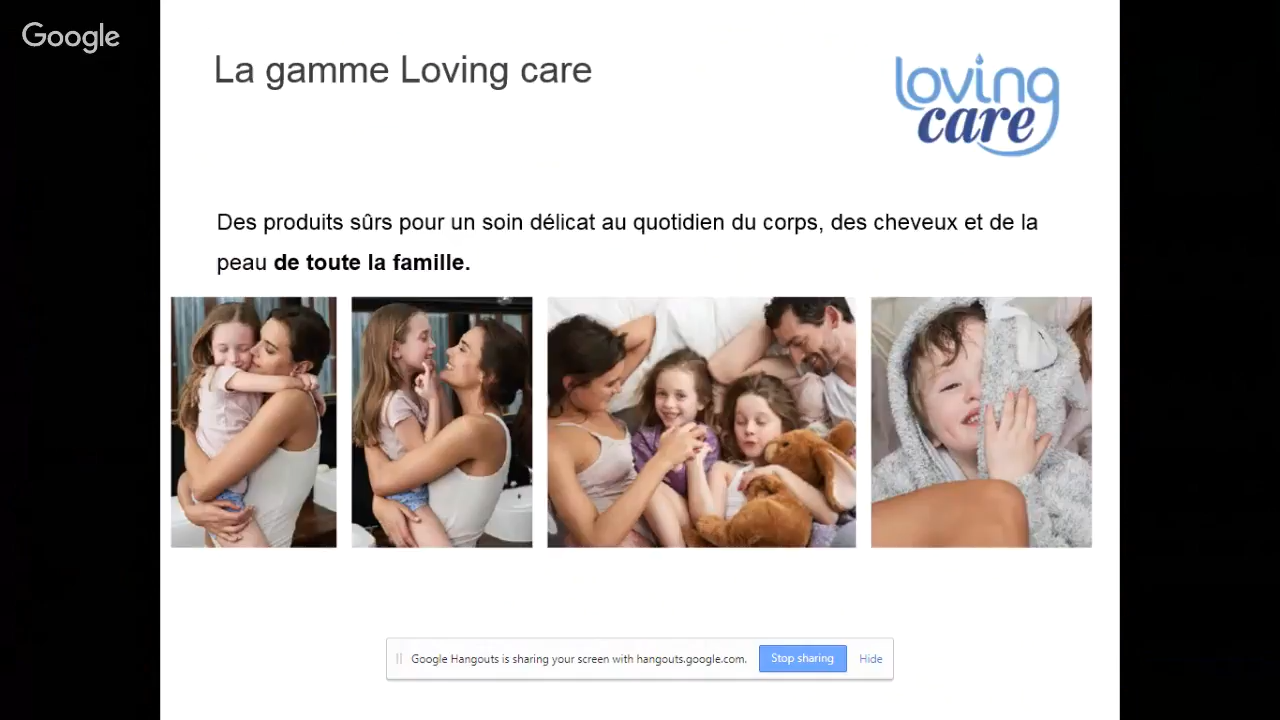 Google
La gamme Loving care
loving
care
Des produits sûrs pour un soin délicat au quotidien du corps, des cheveux et de la
peau de toute la famille.
Google Hangouts is sharing your screen with hangouts.google.com. Stop sharing Hide